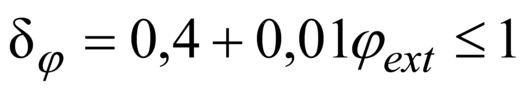 δ_φ = 0,4 + 0,01φ_ext ≤ 1